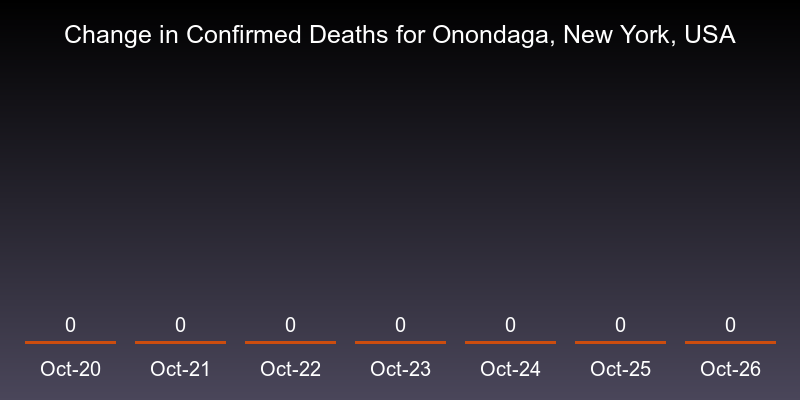 Change in Confirmed Deaths for Onondaga, New York, USA
0 0 0 0 0 0 0
Oct-20 Oct-21 Oct-22 Oct-23 Oct-24 Oct-25 Oct-26